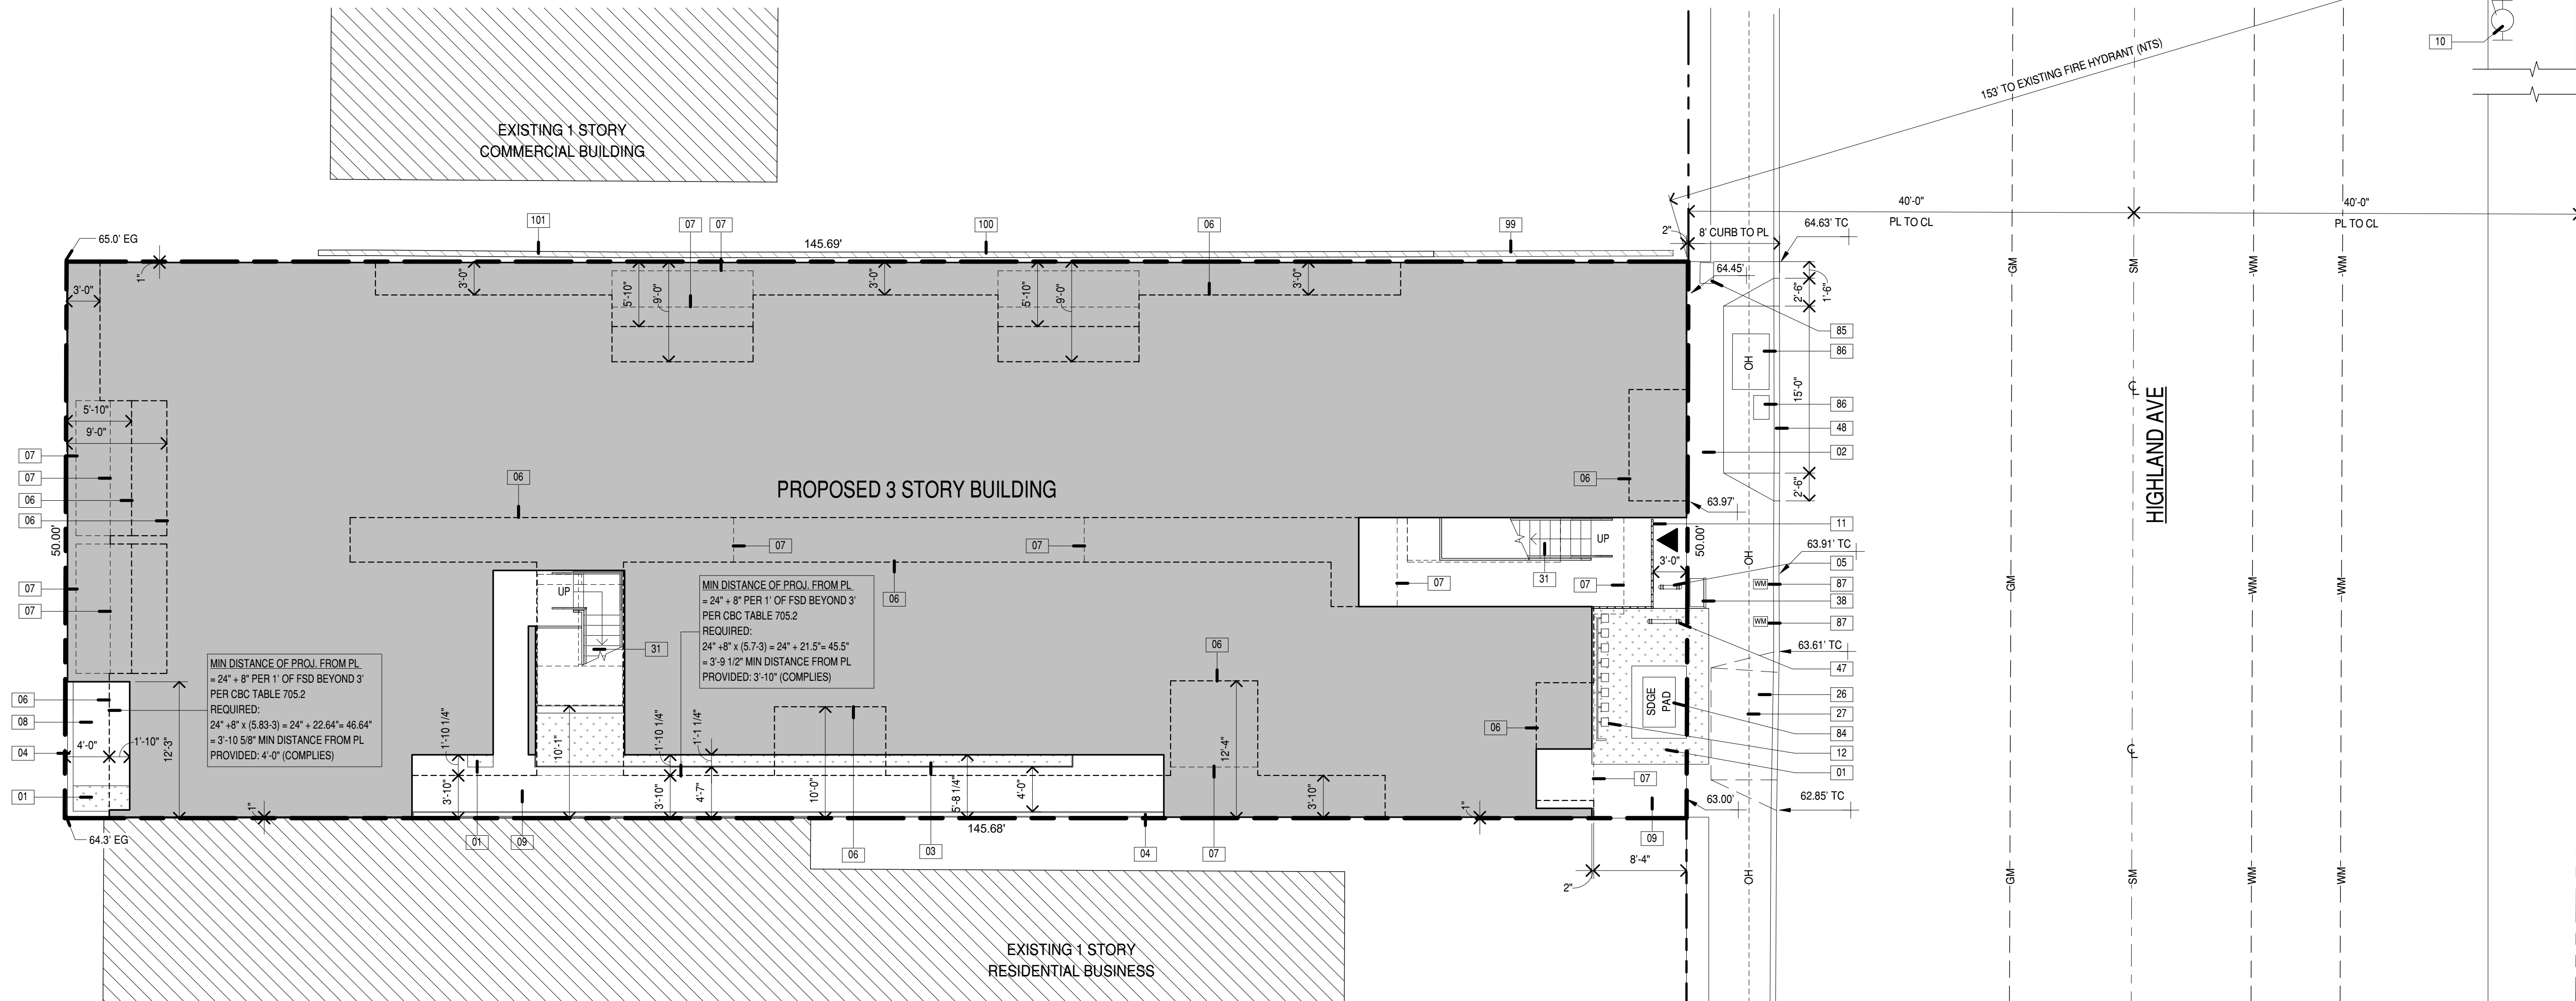 10
153' TO EXISTING FIRE HYDRANT (NTS)
EXISTING 1 STORY
COMMERCIAL BUILDING
40'-0"
PL TO CL
40'-0"
PL TO CL
101
07
07
100
06
99
65.0' EG
145.69'
2"
8' CURB TO PL
64.63' TC
1"
3'-0"
3'-0"
5'-10"
9'-0"
3'-0"
5'-10"
9'-0"
3'-0"
64.45'
2'-6"
1'-6"
15'-0"
2'-6"
GM
SM
WM
WM
85
86
86
48
02
OH
5'-10"
9'-0"
07
07
06
06
50.00'
07
07
06
PROPOSED 3 STORY BUILDING
06
63.97'
HIGHLAND AVE
CL
07
07
06
UP
31
07
07
11
3'-0"
50.00'
63.91' TC
05
87
38
87
WM
WM
OH
GM
SM
WM
WM
UP
31
MIN DISTANCE OF PROJ. FROM PL
= 24" + 8" PER 1' OF FSD BEYOND 3'
PER CBC TABLE 705.2
REQUIRED:
24" +8" x (5.7-3) = 24" + 21.5"= 45.5"
= 3'-9 1/2" MIN DISTANCE FROM PL
PROVIDED: 3'-10" (COMPLIES)
MIN DISTANCE OF PROJ. FROM PL
= 24" + 8" PER 1' OF FSD BEYOND 3'
PER CBC TABLE 705.2
REQUIRED:
24" +8" x (5.83-3) = 24" + 22.64"= 46.64"
= 3'-10 5/8" MIN DISTANCE FROM PL
PROVIDED: 4'-0" (COMPLIES)
06
08
04
01
4'-0"
1'-10"
12'-3"
06
06
63.61' TC
47
26
27
84
12
01
SDGE
PAD
CL
1'-10 1/4"
3'-10"
10'-1"
1'-10 1/4"
3'-10"
1'-1 1/4"
4'-7"
10'-0"
5'-8 1/4"
4'-0"
12'-4"
3'-10"
07
63.00'
62.85' TC
1"
1"
64.3' EG
145.68'
01
09
06
03
04
07
09
8'-4"
2"
OH
GM
SM
WM
WM
EXISTING 1 STORY
RESIDENTIAL BUSINESS